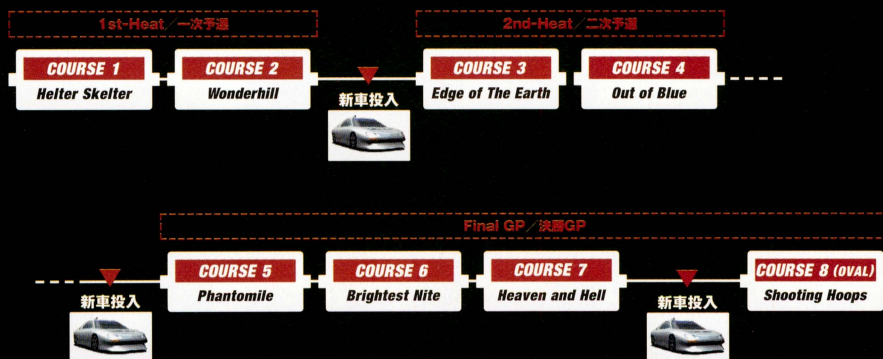 1st-Heat／一次予選
2nd-Heat／二次予選
COURSE 1
Helter Skelter
COURSE 2
Wonderhill
新車投入
COURSE 3
Edge of The Earth
COURSE 4
Out of Blue
Final GP／決勝GP
新車投入
COURSE 5
Phantomile
COURSE 6
Brightest Nite
COURSE 7
Heaven and Hell
新車投入
COURSE 8 (OVAL)
Shooting Hoops